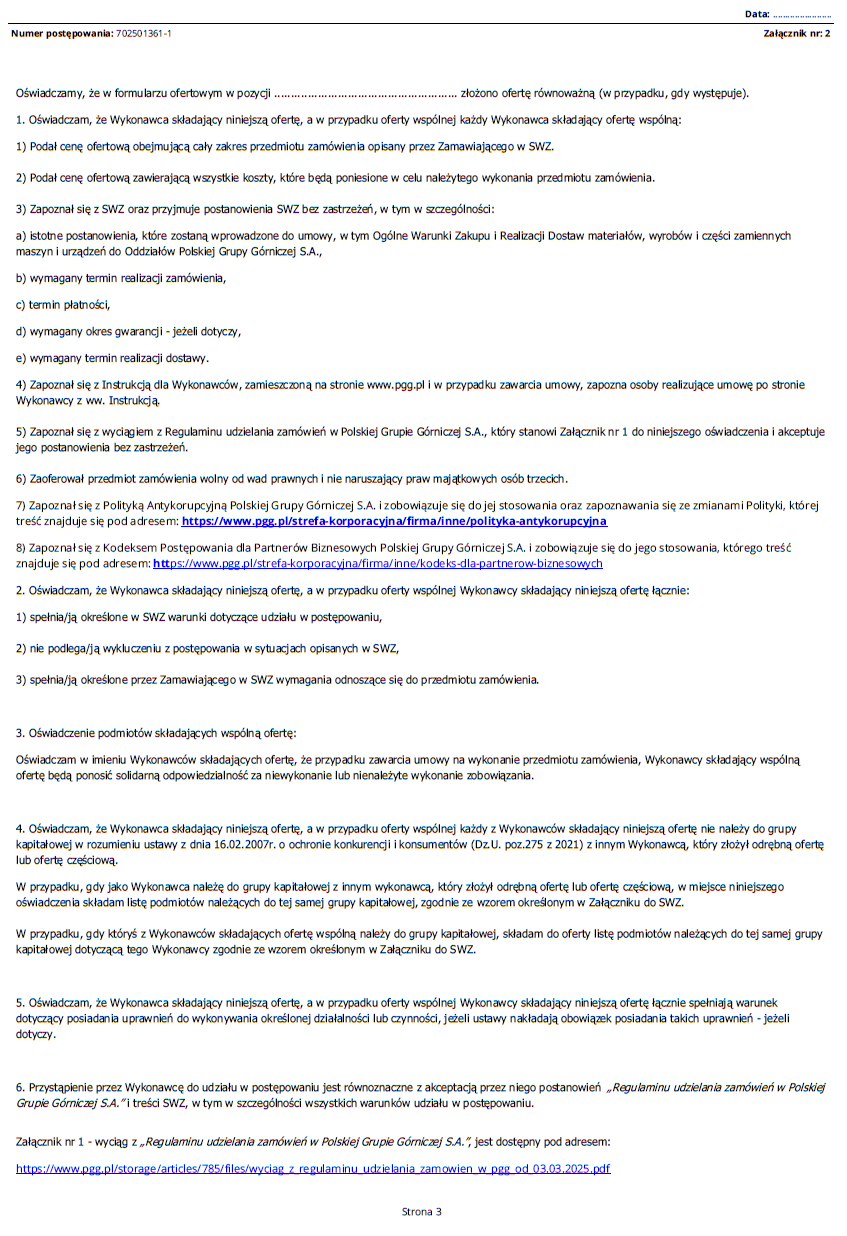 Data: ........................
Numer postępowania: 702501361-1 Załącznik nr: 2
Oświadczamy, że w formularzu ofertowym w pozycji ...................................................... złożono ofertę równoważną (w przypadku, gdy występuje).
1. Oświadczam, że Wykonawca składający niniejszą ofertę, a w przypadku oferty wspólnej każdy Wykonawca składający ofertę wspólną:
1) Podał cenę ofertową obejmującą cały zakres przedmiotu zamówienia opisany przez Zamawiającego w SWZ.
2) Podał cenę ofertową zawierającą wszystkie koszty, które będą poniesione w celu należytego wykonania przedmiotu zamówienia.
3) Zapoznał się z SWZ oraz przyjmuje postanowienia SWZ bez zastrzeżeń, w tym w szczególności:
a) istotne postanowienia, które zostaną wprowadzone do umowy, w tym Ogólne Warunki Zakupu i Realizacji Dostaw materiałów, wyrobów i części zamiennych
maszyn i urządzeń do Oddziałów Polskiej Grupy Górniczej S.A.,
b) wymagany termin realizacji zamówienia,
c) termin płatności,
d) wymagany okres gwarancji - jeżeli dotyczy,
e) wymagany termin realizacji dostawy.
4) Zapoznał się z Instrukcją dla Wykonawców, zamieszczoną na stronie www.pgg.pl i w przypadku zawarcia umowy, zapozna osoby realizujące umowę po stronie
Wykonawcy z ww. Instrukcją.
5) Zapoznał się z wyciągiem z Regulaminu udzielania zamówień w Polskiej Grupie Górniczej S.A., który stanowi Załącznik nr 1 do niniejszego oświadczenia i akceptuje
jego postanowienia bez zastrzeżeń.
6) Zaoferował przedmiot zamówienia wolny od wad prawnych i nie naruszający praw majątkowych osób trzecich.
7) Zapoznał się z Polityką Antykorupcyjną Polskiej Grupy Górniczej S.A. i zobowiązuje się do jej stosowania oraz zapoznawania się ze zmianami Polityki, której
treść znajduje się pod adresem: https://www.pgg.pl/strefa-korporacyjna/firma/inne/polityka-antykorupcyjna
8) Zapoznał się z Kodeksem Postępowania dla Partnerów Biznesowych Polskiej Grupy Górniczej S.A. i zobowiązuje się do jego stosowania, którego treść
znajduje się pod adresem: https://www.pgg.pl/strefa-korporacyjna/firma/inne/kodeks-dla-partnerow-biznesowych
2. Oświadczam, że Wykonawca składający niniejszą ofertę, a w przypadku oferty wspólnej Wykonawcy składający niniejszą ofertę łącznie:
1) spełnia/ją określone w SWZ warunki dotyczące udziału w postępowaniu,
2) nie podlega/ją wykluczeniu z postępowania w sytuacjach opisanych w SWZ,
3) spełnia/ją określone przez Zamawiającego w SWZ wymagania odnoszące się do przedmiotu zamówienia.
3. Oświadczenie podmiotów składających wspólną ofertę:
Oświadczam w imieniu Wykonawców składających ofertę, że przypadku zawarcia umowy na wykonanie przedmiotu zamówienia, Wykonawcy składający wspólną
ofertę będą ponosić solidarną odpowiedzialność za niewykonanie lub nienależyte wykonanie zobowiązania.
4. Oświadczam, że Wykonawca składający niniejszą ofertę, a w przypadku oferty wspólnej każdy z Wykonawców składający niniejszą ofertę nie należy do grupy
kapitałowej w rozumieniu ustawy z dnia 16.02.2007r. o ochronie konkurencji i konsumentów (Dz.U. poz.275 z 2021) z innym Wykonawcą, który złożył odrębną ofertę
lub ofertę częściową.
W przypadku, gdy jako Wykonawca należę do grupy kapitałowej z innym wykonawcą, który złożył odrębną ofertę lub ofertę częściową, w miejsce niniejszego
oświadczenia składam listę podmiotów należących do tej samej grupy kapitałowej, zgodnie ze wzorem określonym w Załączniku do SWZ.
W przypadku, gdy któryś z Wykonawców składających ofertę wspólną należy do grupy kapitałowej, składam do oferty listę podmiotów należących do tej samej grupy
kapitałowej dotyczącą tego Wykonawcy zgodnie ze wzorem określonym w Załączniku do SWZ.
5. Oświadczam, że Wykonawca składający niniejszą ofertę, a w przypadku oferty wspólnej Wykonawcy składający niniejszą ofertę łącznie spełniają warunek
dotyczący posiadania uprawnień do wykonywania określonej działalności lub czynności, jeżeli ustawy nakładają obowiązek posiadania takich uprawnień - jeżeli
dotyczy.
6. Przystąpienie przez Wykonawcę do udziału w postępowaniu jest równoznaczne z akceptacją przez niego postanowień „Regulaminu udzielania zamówień w Polskiej
Grupie Górniczej S.A.” i treści SWZ, w tym w szczególności wszystkich warunków udziału w postępowaniu.
Załącznik nr 1 - wyciąg z „Regulaminu udzielania zamówień w Polskiej Grupie Górniczej S.A.”, jest dostępny pod adresem:
https://www.pgg.pl/storage/articles/785/files/wyciag_z_regulaminu_udzielania_zamowien_w_pgg_od_03.03.2025.pdf
Strona 3